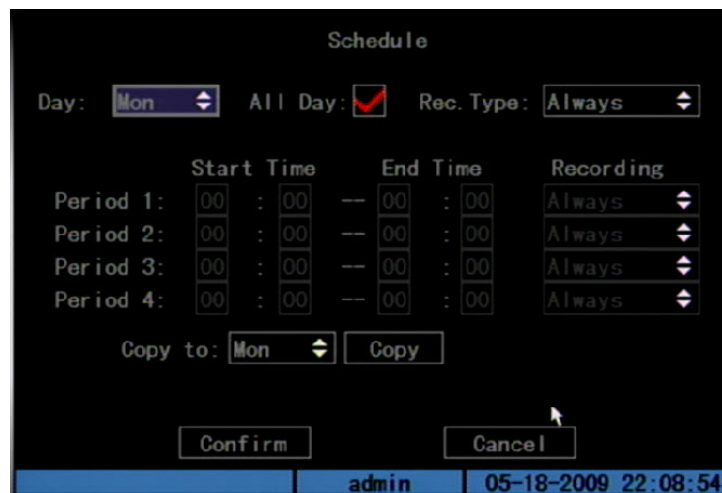 Schedule
Day: Mon All Day: Rec. Type: Always
Start Time End Time Recording
Period 1: 00 : 00 -- 00 : 00 Always
Period 2: 00 : 00 -- 00 : 00 Always
Period 3: 00 : 00 -- 00 : 00 Always
Period 4: 00 : 00 -- 00 : 00 Always
Copy to: Mon Copy
Confirm Cancel
admin 05-18-2009 22:08:54